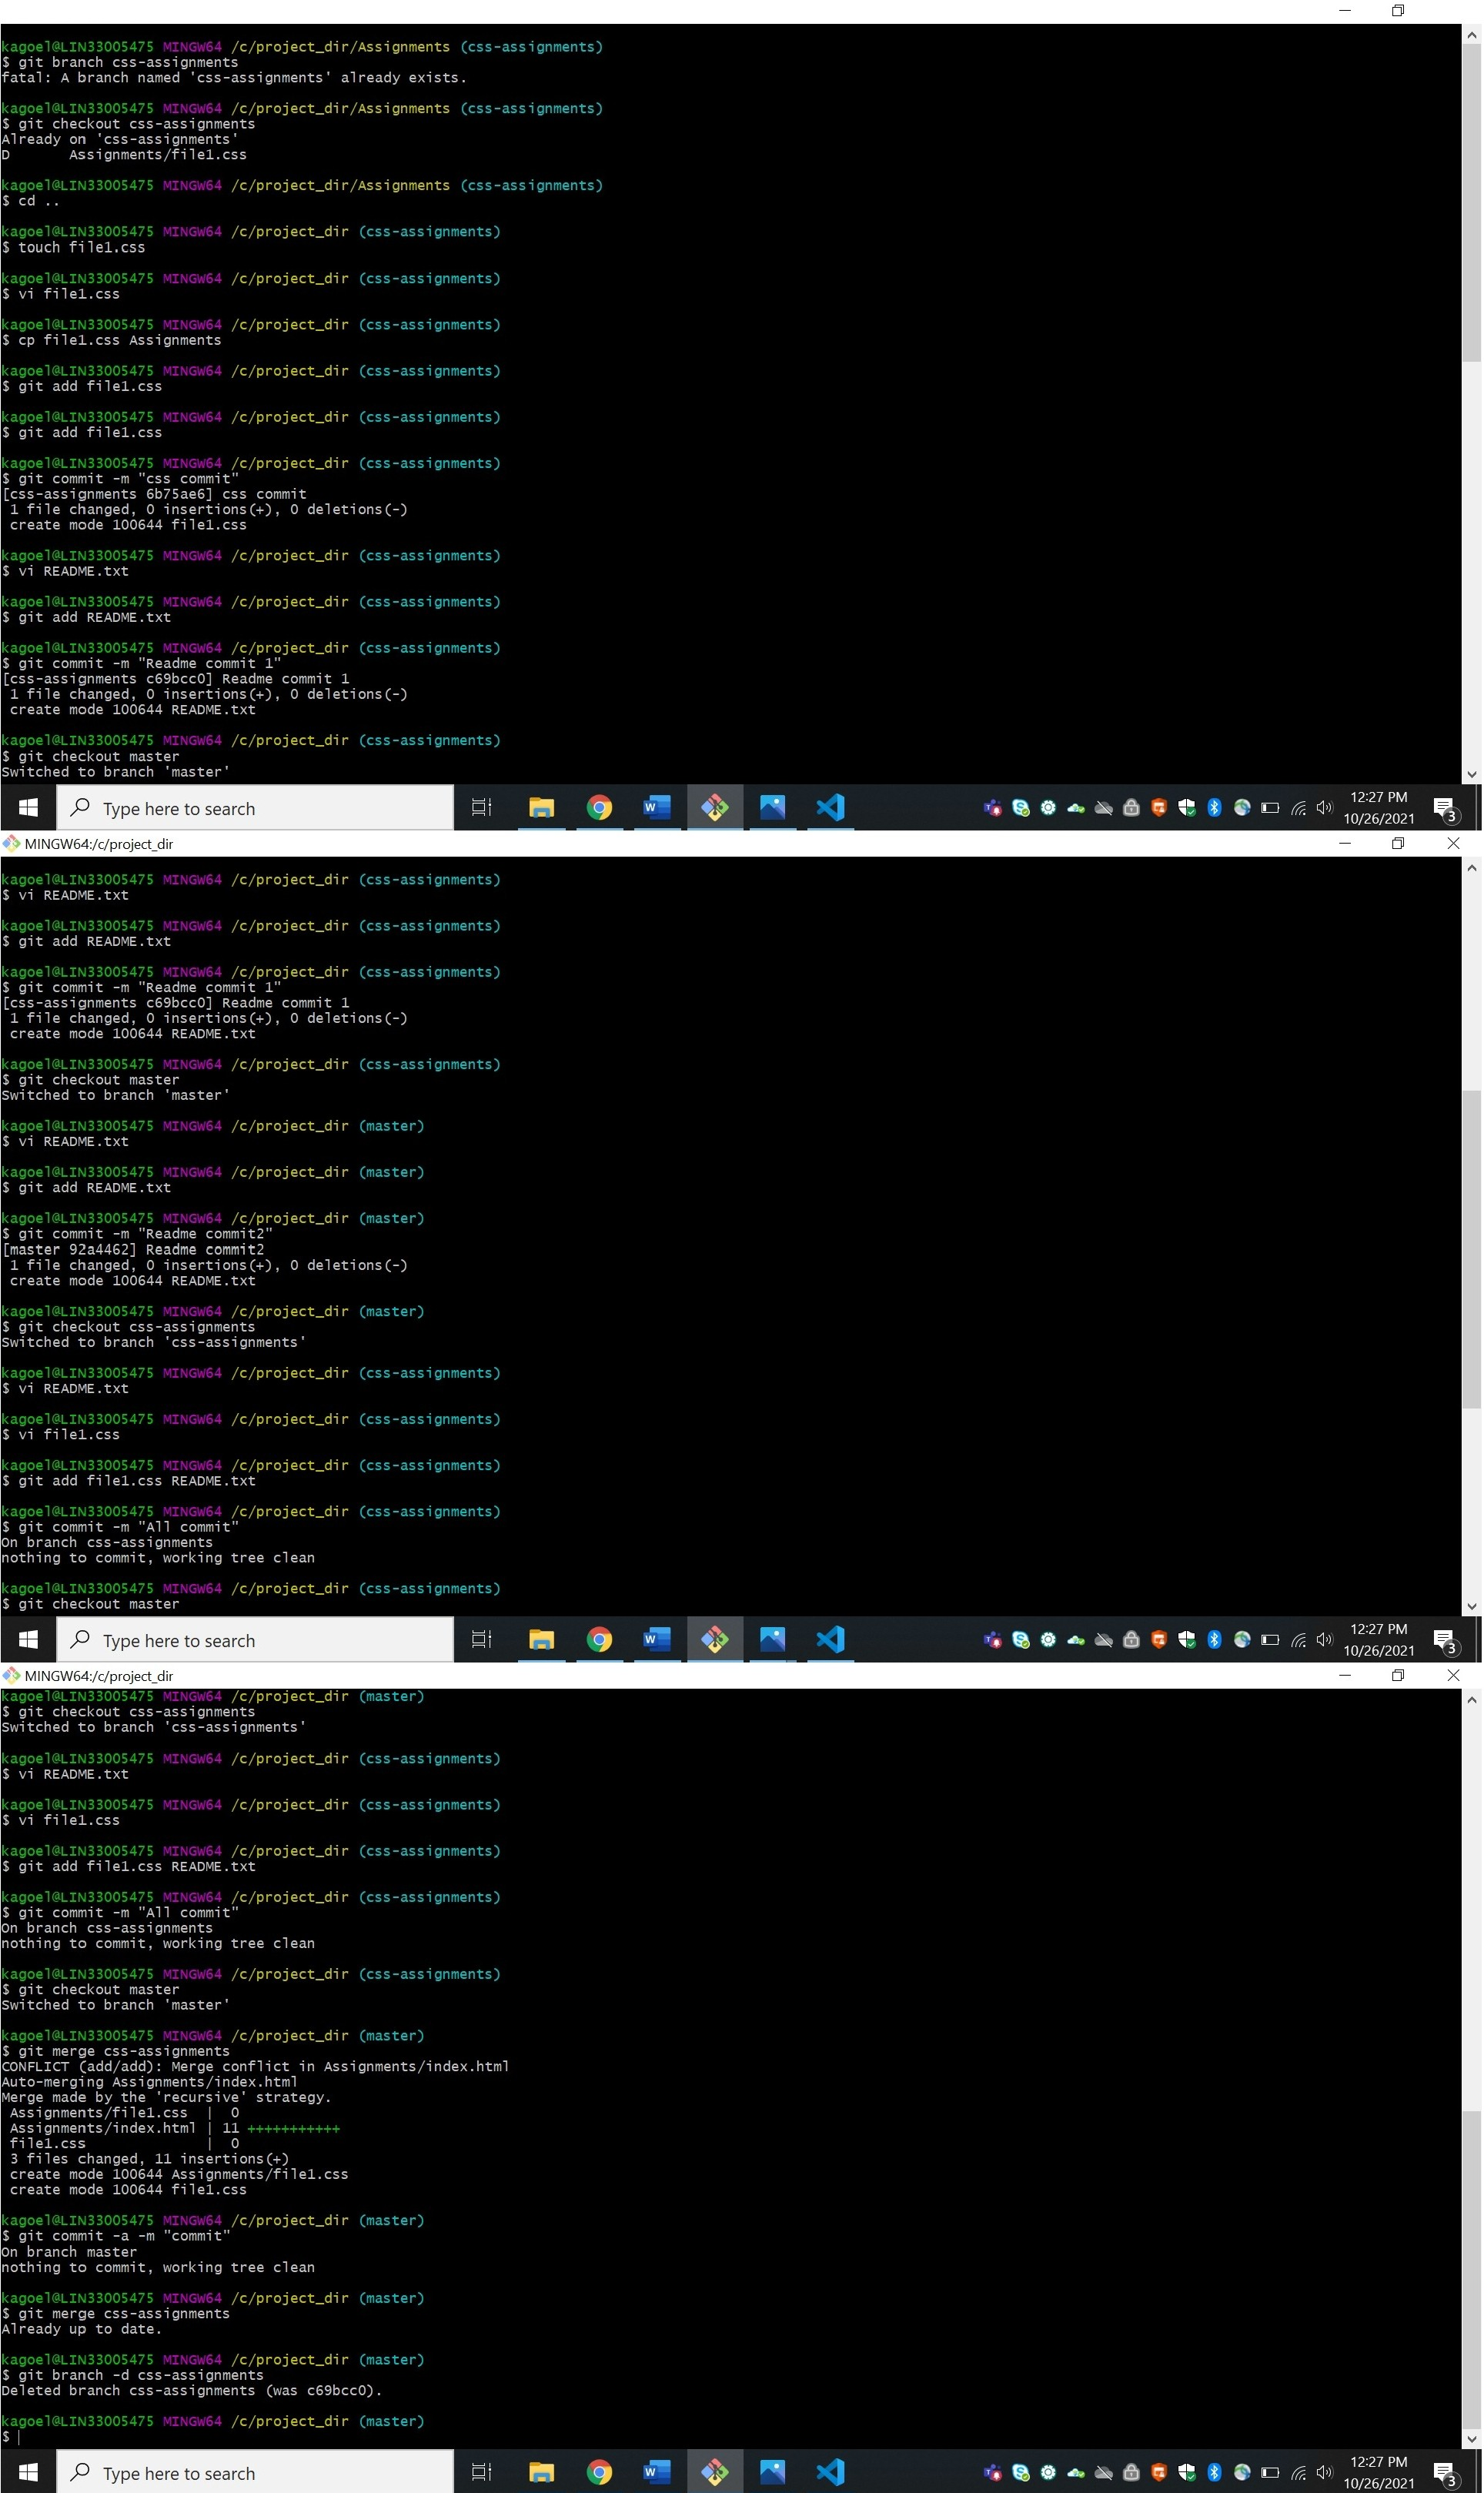 kagoel@LIN33005475 MINGW64 /c/project_dir/Assignments (css-assignments)
$ git branch css-assignments
fatal: A branch named 'css-assignments' already exists.
kagoel@LIN33005475 MINGW64 /c/project_dir/Assignments (css-assignments)
$ git checkout css-assignments
Already on 'css-assignments'
D       Assignments/file1.css
kagoel@LIN33005475 MINGW64 /c/project_dir/Assignments (css-assignments)
$ cd ..
kagoel@LIN33005475 MINGW64 /c/project_dir (css-assignments)
$ touch file1.css
kagoel@LIN33005475 MINGW64 /c/project_dir (css-assignments)
$ vi file1.css
kagoel@LIN33005475 MINGW64 /c/project_dir (css-assignments)
$ cp file1.css Assignments
kagoel@LIN33005475 MINGW64 /c/project_dir (css-assignments)
$ git add file1.css
kagoel@LIN33005475 MINGW64 /c/project_dir (css-assignments)
$ git add file1.css
kagoel@LIN33005475 MINGW64 /c/project_dir (css-assignments)
$ git commit -m "css commit"
[css-assignments 6b75ae6] css commit
 1 file changed, 0 insertions(+), 0 deletions(-)
 create mode 100644 file1.css
kagoel@LIN33005475 MINGW64 /c/project_dir (css-assignments)
$ vi README.txt
kagoel@LIN33005475 MINGW64 /c/project_dir (css-assignments)
$ git add README.txt
kagoel@LIN33005475 MINGW64 /c/project_dir (css-assignments)
$ git commit -m "Readme commit 1"
[css-assignments c69bcc0] Readme commit 1
 1 file changed, 0 insertions(+), 0 deletions(-)
 create mode 100644 README.txt
kagoel@LIN33005475 MINGW64 /c/project_dir (css-assignments)
$ git checkout master
Switched to branch 'master'
Type here to search
12:27 PM
10/26/2021
3
MINGW64:/c/project_dir
kagoel@LIN33005475 MINGW64 /c/project_dir (css-assignments)
$ vi README.txt
kagoel@LIN33005475 MINGW64 /c/project_dir (css-assignments)
$ git add README.txt
kagoel@LIN33005475 MINGW64 /c/project_dir (css-assignments)
$ git commit -m "Readme commit 1"
[css-assignments c69bcc0] Readme commit 1
 1 file changed, 0 insertions(+), 0 deletions(-)
 create mode 100644 README.txt
kagoel@LIN33005475 MINGW64 /c/project_dir (css-assignments)
$ git checkout master
Switched to branch 'master'
kagoel@LIN33005475 MINGW64 /c/project_dir (master)
$ vi README.txt
kagoel@LIN33005475 MINGW64 /c/project_dir (master)
$ git add README.txt
kagoel@LIN33005475 MINGW64 /c/project_dir (master)
$ git commit -m "Readme commit2"
[master 92a4462] Readme commit2
 1 file changed, 0 insertions(+), 0 deletions(-)
 create mode 100644 README.txt
kagoel@LIN33005475 MINGW64 /c/project_dir (master)
$ git checkout css-assignments
Switched to branch 'css-assignments'
kagoel@LIN33005475 MINGW64 /c/project_dir (css-assignments)
$ vi README.txt
kagoel@LIN33005475 MINGW64 /c/project_dir (css-assignments)
$ vi file1.css
kagoel@LIN33005475 MINGW64 /c/project_dir (css-assignments)
$ git add file1.css README.txt
kagoel@LIN33005475 MINGW64 /c/project_dir (css-assignments)
$ git commit -m "All commit"
On branch css-assignments
nothing to commit, working tree clean
kagoel@LIN33005475 MINGW64 /c/project_dir (css-assignments)
$ git checkout master
Type here to search
12:27 PM
10/26/2021
3
MINGW64:/c/project_dir
kagoel@LIN33005475 MINGW64 /c/project_dir (master)
$ git checkout css-assignments
Switched to branch 'css-assignments'
kagoel@LIN33005475 MINGW64 /c/project_dir (css-assignments)
$ vi README.txt
kagoel@LIN33005475 MINGW64 /c/project_dir (css-assignments)
$ vi file1.css
kagoel@LIN33005475 MINGW64 /c/project_dir (css-assignments)
$ git add file1.css README.txt
kagoel@LIN33005475 MINGW64 /c/project_dir (css-assignments)
$ git commit -m "All commit"
On branch css-assignments
nothing to commit, working tree clean
kagoel@LIN33005475 MINGW64 /c/project_dir (css-assignments)
$ git checkout master
Switched to branch 'master'
kagoel@LIN33005475 MINGW64 /c/project_dir (master)
$ git merge css-assignments
CONFLICT (add/add): Merge conflict in Assignments/index.html
Auto-merging Assignments/index.html
Merge made by the 'recursive' strategy.
 Assignments/file1.css  |  0
 Assignments/index.html | 11 +++++++++++
 file1.css              |  0
 3 files changed, 11 insertions(+)
 create mode 100644 Assignments/file1.css
 create mode 100644 file1.css
kagoel@LIN33005475 MINGW64 /c/project_dir (master)
$ git commit -a -m "commit"
On branch master
nothing to commit, working tree clean
kagoel@LIN33005475 MINGW64 /c/project_dir (master)
$ git merge css-assignments
Already up to date.
kagoel@LIN33005475 MINGW64 /c/project_dir (master)
$ git branch -d css-assignments
Deleted branch css-assignments (was c69bcc0).
kagoel@LIN33005475 MINGW64 /c/project_dir (master)
$
Type here to search
12:27 PM
10/26/2021
3